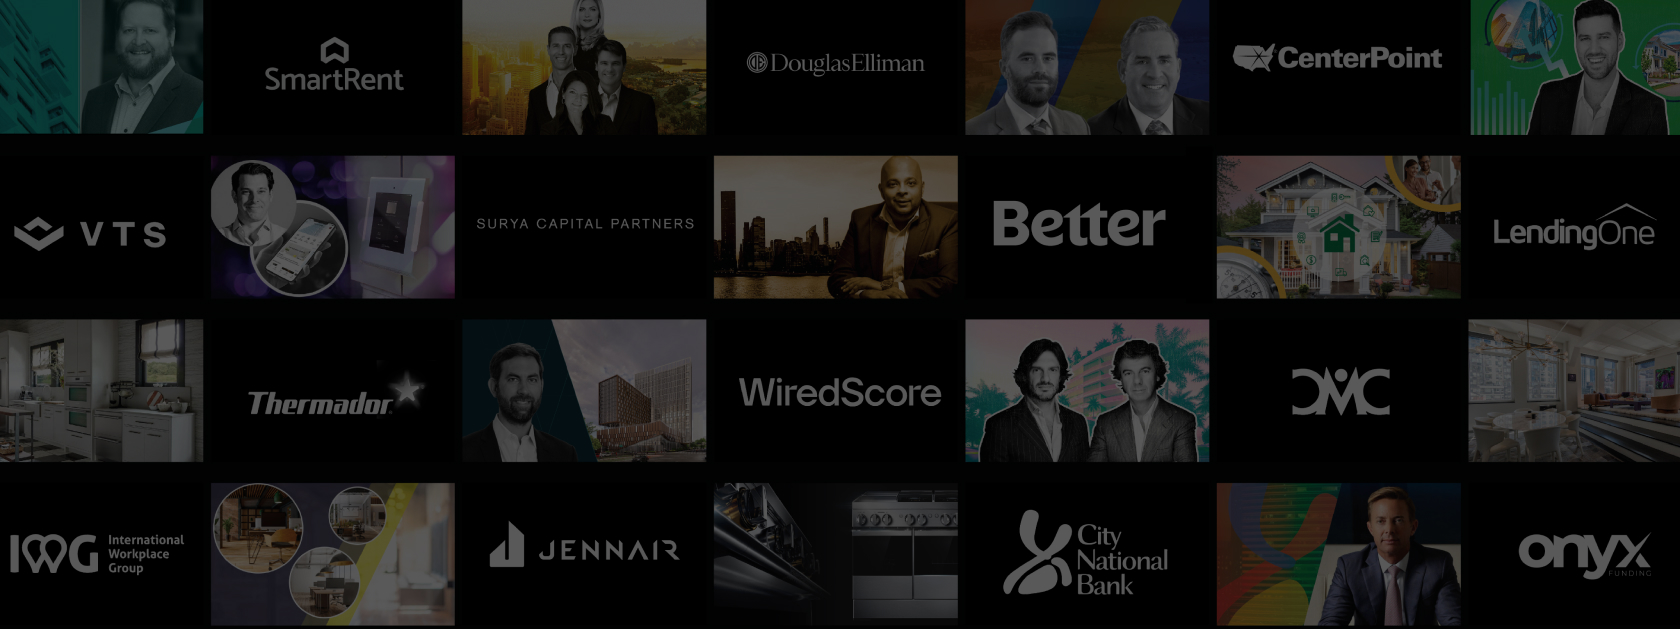 SmartRent
DouglasElliman
CenterPoint
VTS
SURYA CAPITAL PARTNERS
Better
LendingOne
Thermador
WiredScore
CMC
IWG International
Workplace
Group
JENNAIR
City
National
Bank
onyx
FUNDING